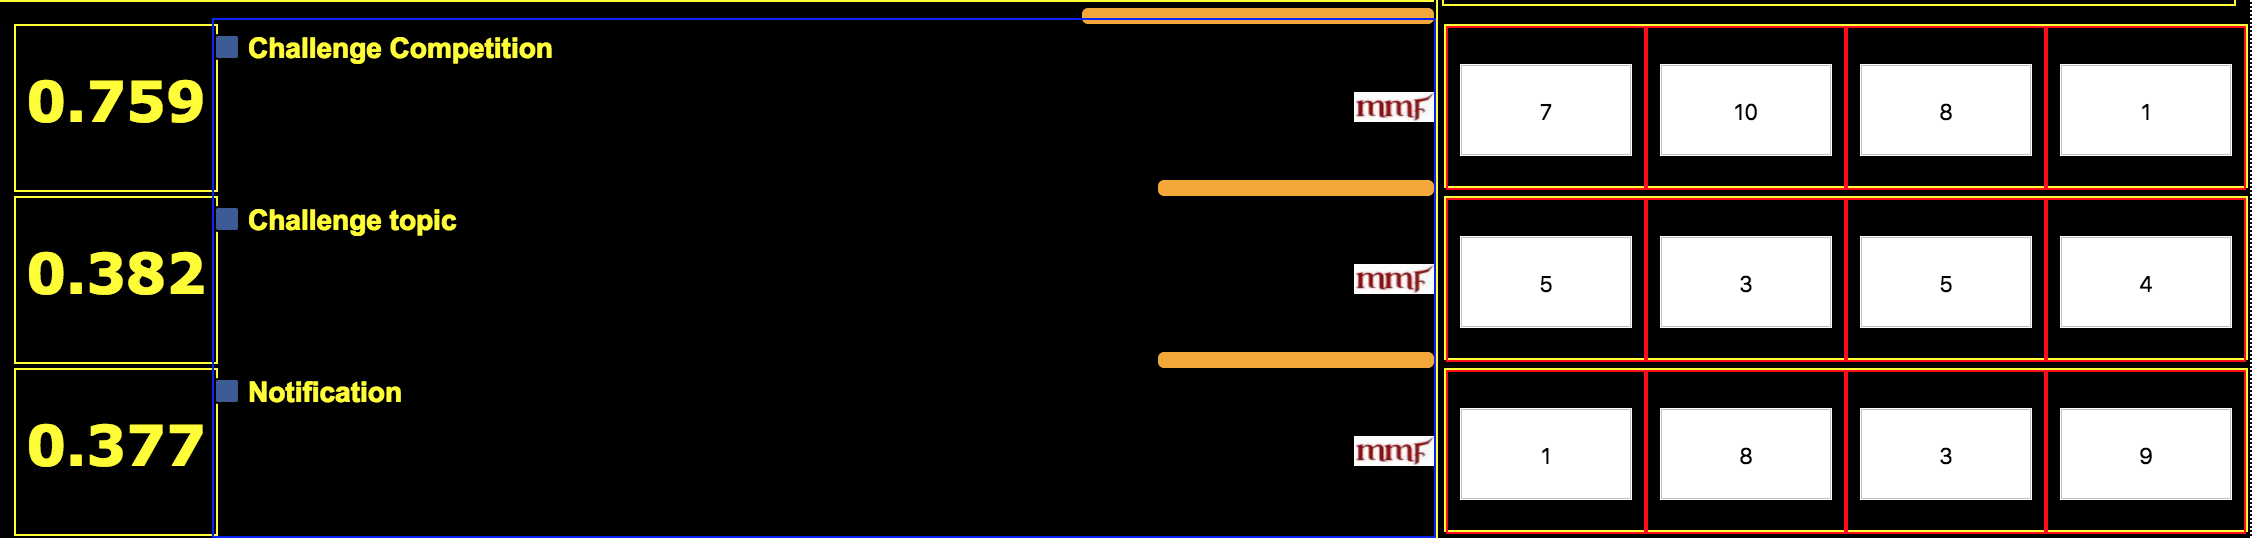 Challenge Competition
0.759
mmf
7 10 8 1
Challenge topic
0.382
mmf
5 3 5 4
Notification
0.377
mmf
1 8 3 9